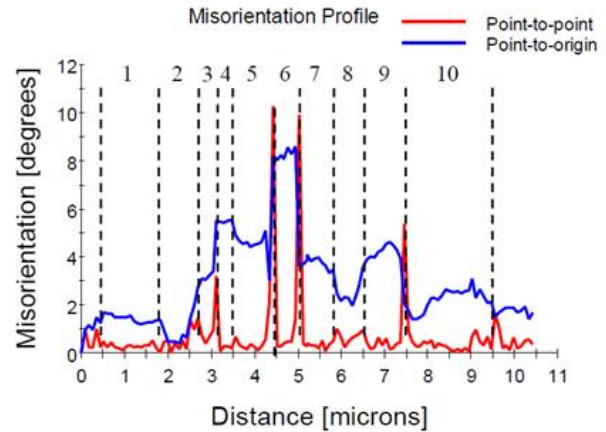 Misorientation Profile
Point-to-point
Point-to-origin
Misorientation [degrees]
12
10
8
6
4
2
0
1 2 3 4 5 6 7 8 9 10
0 1 2 3 4 5 6 7 8 9 10 11
Distance [microns]